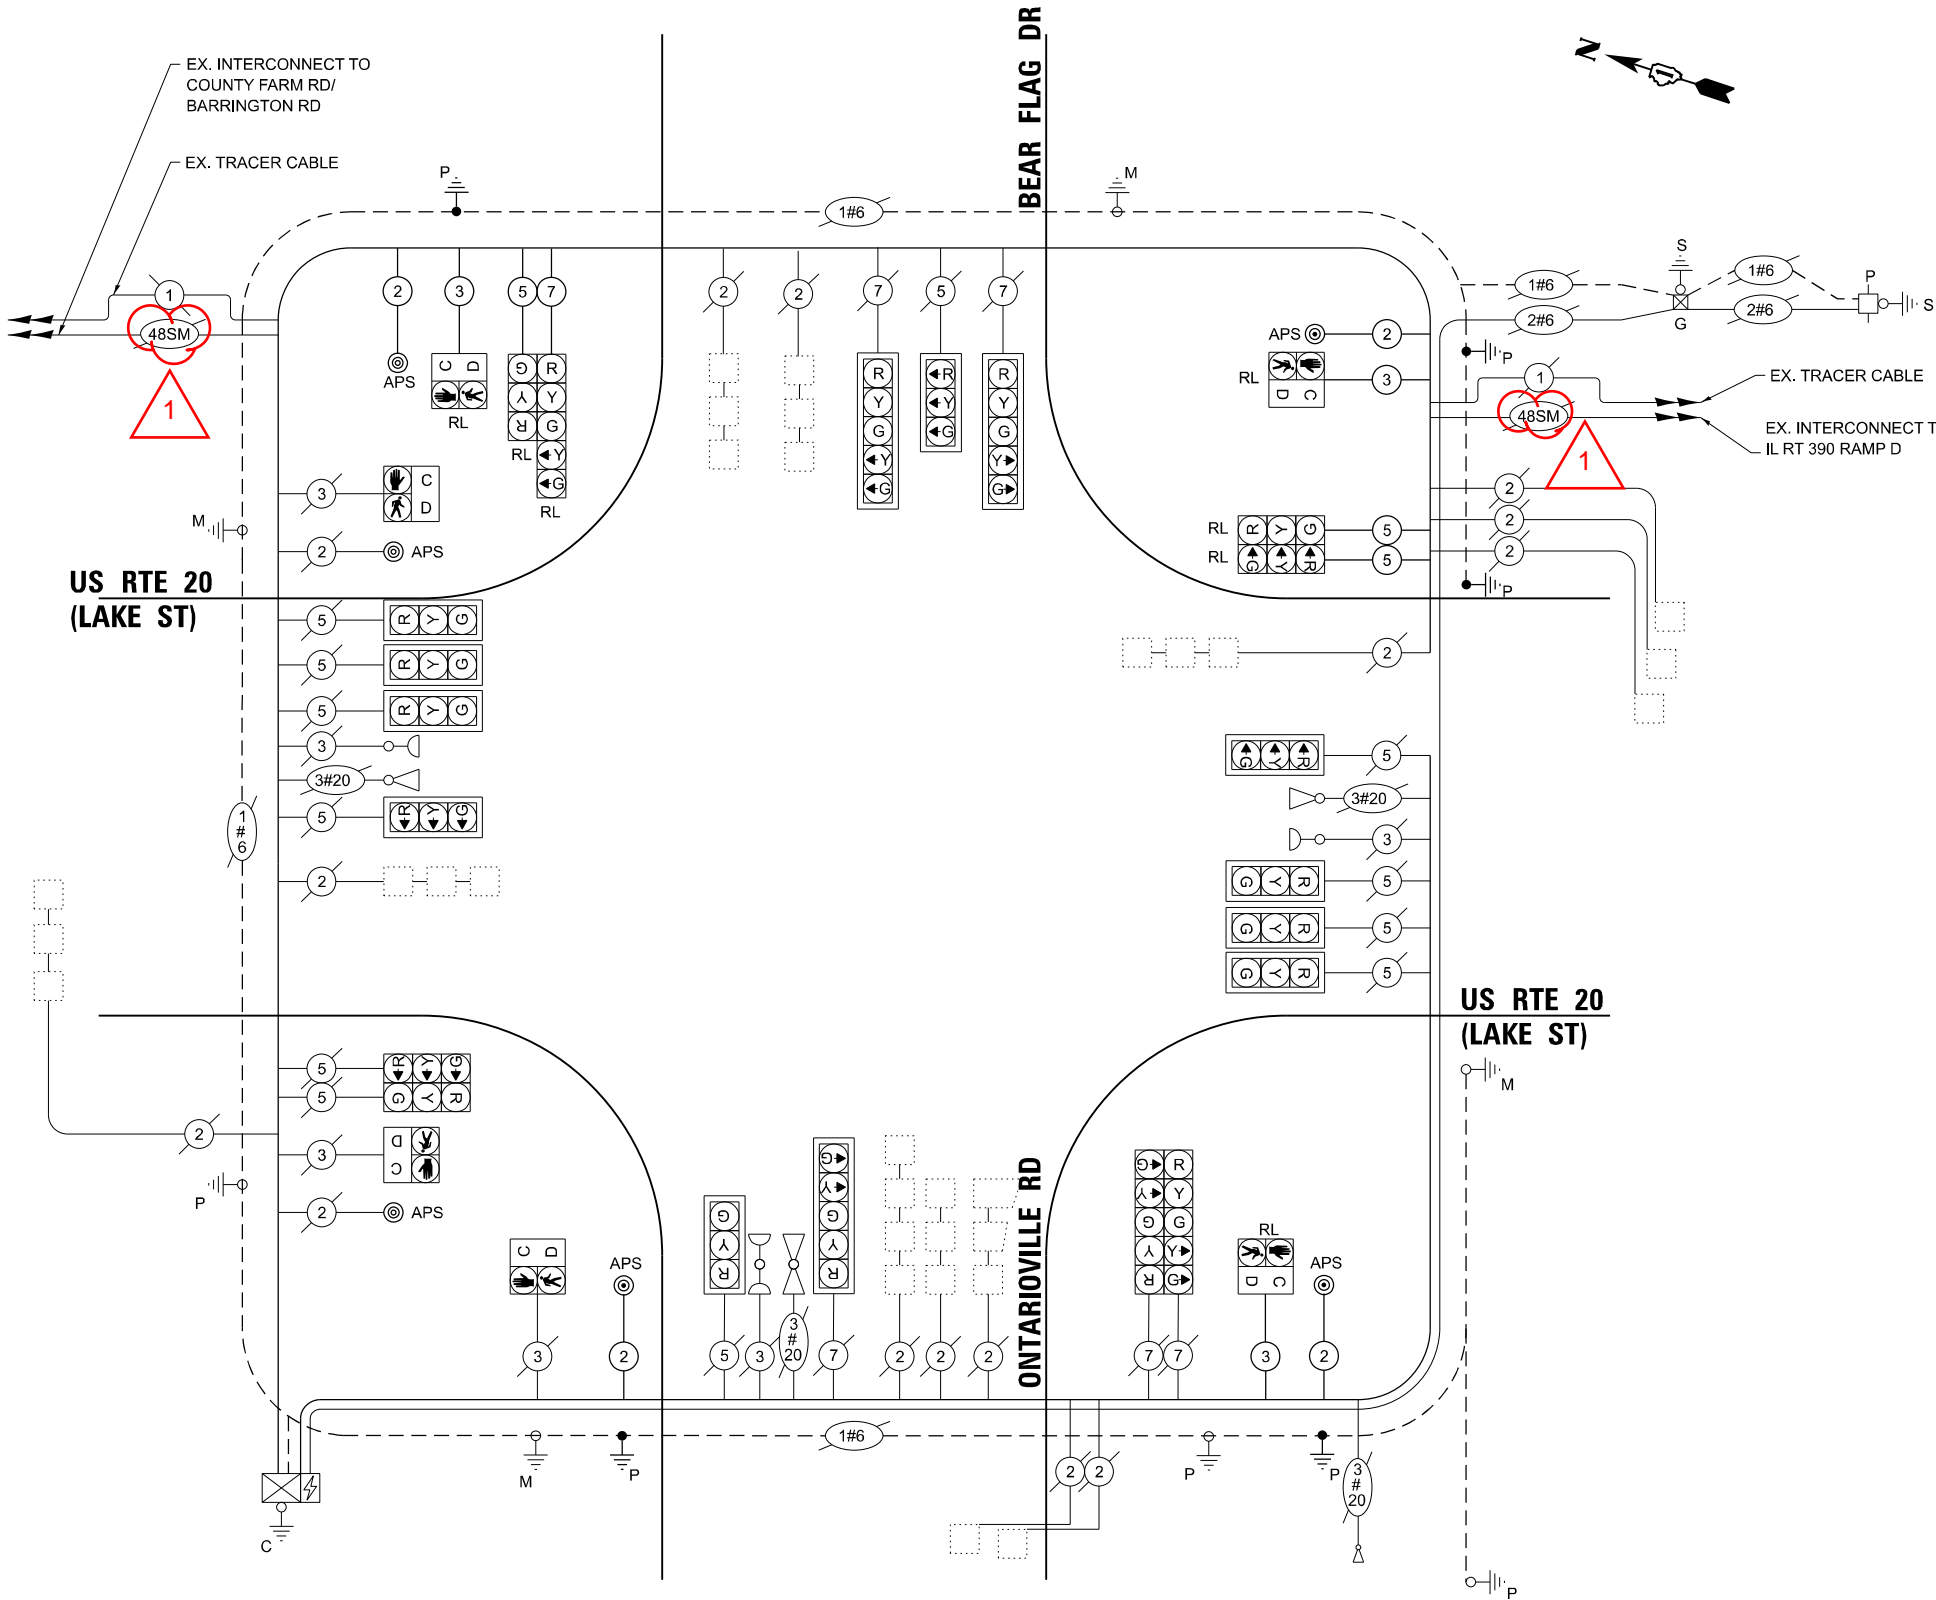 BEAR FLAG DR
N
1
EX. INTERCONNECT TO
COUNTY FARM RD/
BARRINGTON RD
EX. TRACER CABLE
P
M
1#6
S
1#6
P
1#6
S
2#6
2#6
G
1
48SM
1
2
3
5
7
2
2
7
5
7
APS
C D
RL
G
Y
R
RL
R
Y
G
Y
G
RL
R
Y
G
Y
G
R
Y
G
R
Y
G
Y
G
APS
2
RL
D C
3
P
1
EX. TRACER CABLE
48SM
EX. INTERCONNECT T
IL RT 390 RAMP D
1
3
C
D
2
APS
M
2
2
2
RL
R Y G
5
RL
G Y R
5
P
US RTE 20
(LAKE ST)
5
R Y G
5
R Y G
5
R Y G
3
3#20
5
R Y G
2
1
#
6
2
G Y R
5
3#20
3
G Y R
5
G Y R
5
G Y R
5
US RTE 20
(LAKE ST)
M
5
R Y G
5
G Y R
3
D
C
2
APS
2
P
C D
3
APS
2
G
Y
R
5
3
3
#
20
G
Y
G
Y
R
7
2
2
2
ONTARIOVILLE RD
G
Y
G
Y
R
R
Y
G
Y
G
7
7
RL
D C
3
APS
2
1#6
M
P
P
P
2
2
3
#
20
C
P